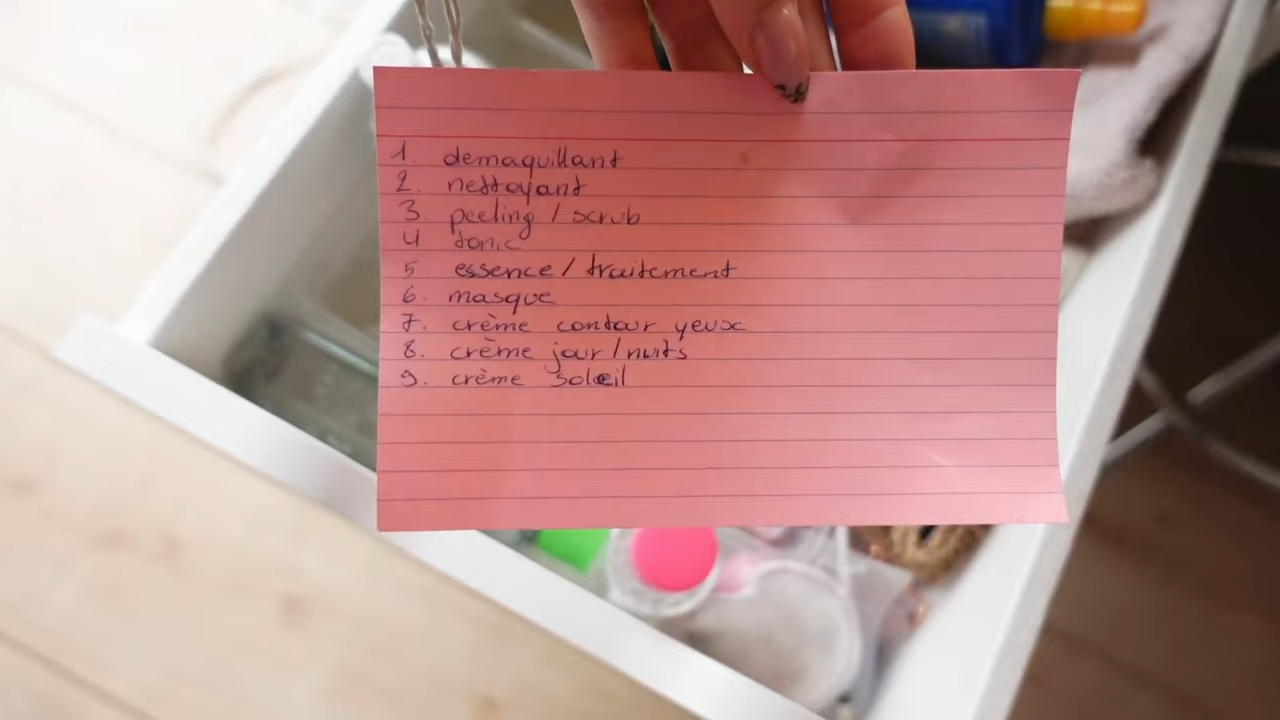 1. demaquillant
2. nettoyant
3. peeling / scrub
4 tonic
5 essence / traitement
6. masque
7. crème contour yeux
8. crème jour / nuits
9. crème soleil